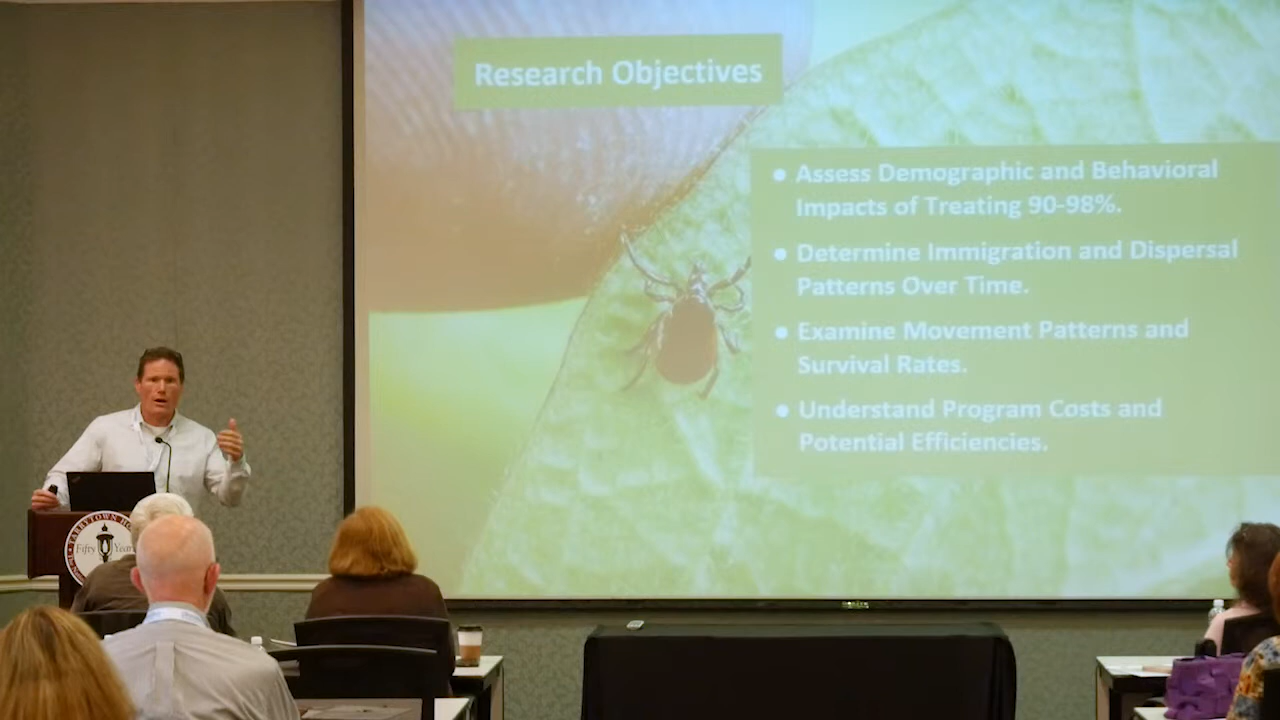 Research Objectives
● Assess Demographic and Behavioral
Impacts of Treating 90-98%.
● Determine Immigration and Dispersal
Patterns Over Time.
● Examine Movement Patterns and
Survival Rates.
● Understand Program Costs and
Potential Efficiencies.
TARRYTOWN
Fifty Years